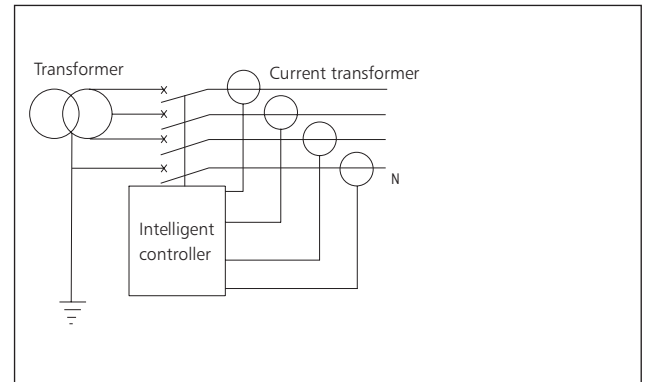 Transformer
Current transformer
N
Intelligent
controller